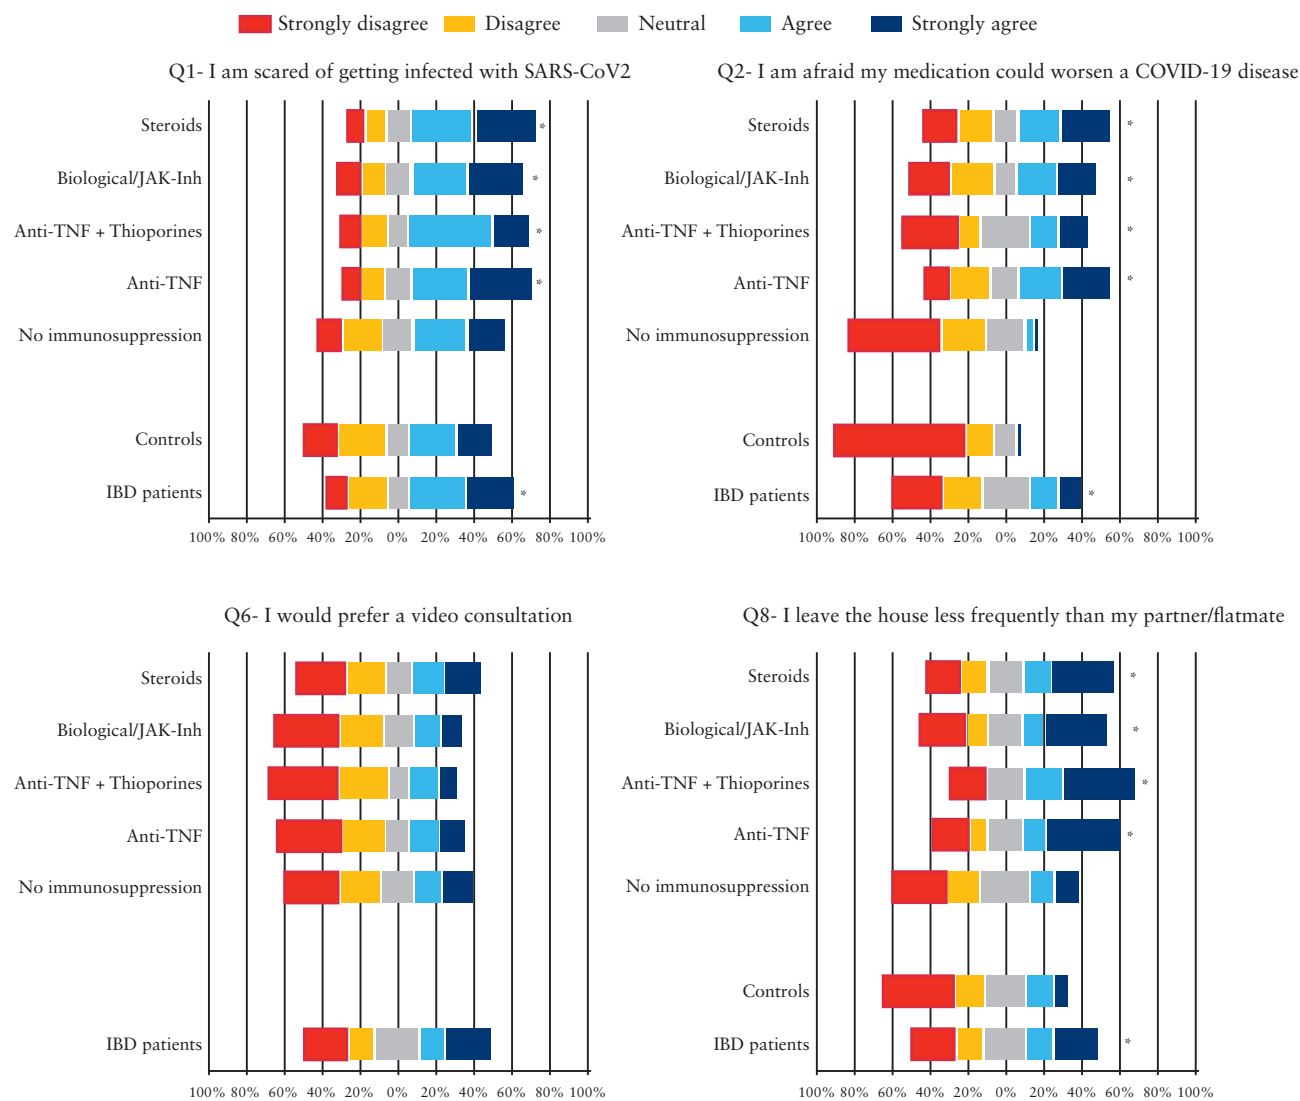 Strongly disagree Disagree Neutral Agree Strongly agree
Q1- I am scared of getting infected with SARS-CoV2
Steroids *
Biological/JAK-Inh *
Anti-TNF + Thioporines *
Anti-TNF *
No immunosuppression
Controls
IBD patients *
100% 80% 60% 40% 20% 0% 20% 40% 60% 80% 100%
Q2- I am afraid my medication could worsen a COVID-19 disease
Steroids *
Biological/JAK-Inh *
Anti-TNF + Thioporines *
Anti-TNF *
No immunosuppression
Controls
IBD patients *
100% 80% 60% 40% 20% 0% 20% 40% 60% 80% 100%
Q6- I would prefer a video consultation
Steroids
Biological/JAK-Inh
Anti-TNF + Thioporines
Anti-TNF
No immunosuppression
IBD patients
100% 80% 60% 40% 20% 0% 20% 40% 60% 80% 100%
Q8- I leave the house less frequently than my partner/flatmate
Steroids *
Biological/JAK-Inh *
Anti-TNF + Thioporines *
Anti-TNF *
No immunosuppression
Controls
IBD patients *
100% 80% 60% 40% 20% 0% 20% 40% 60% 80% 100%